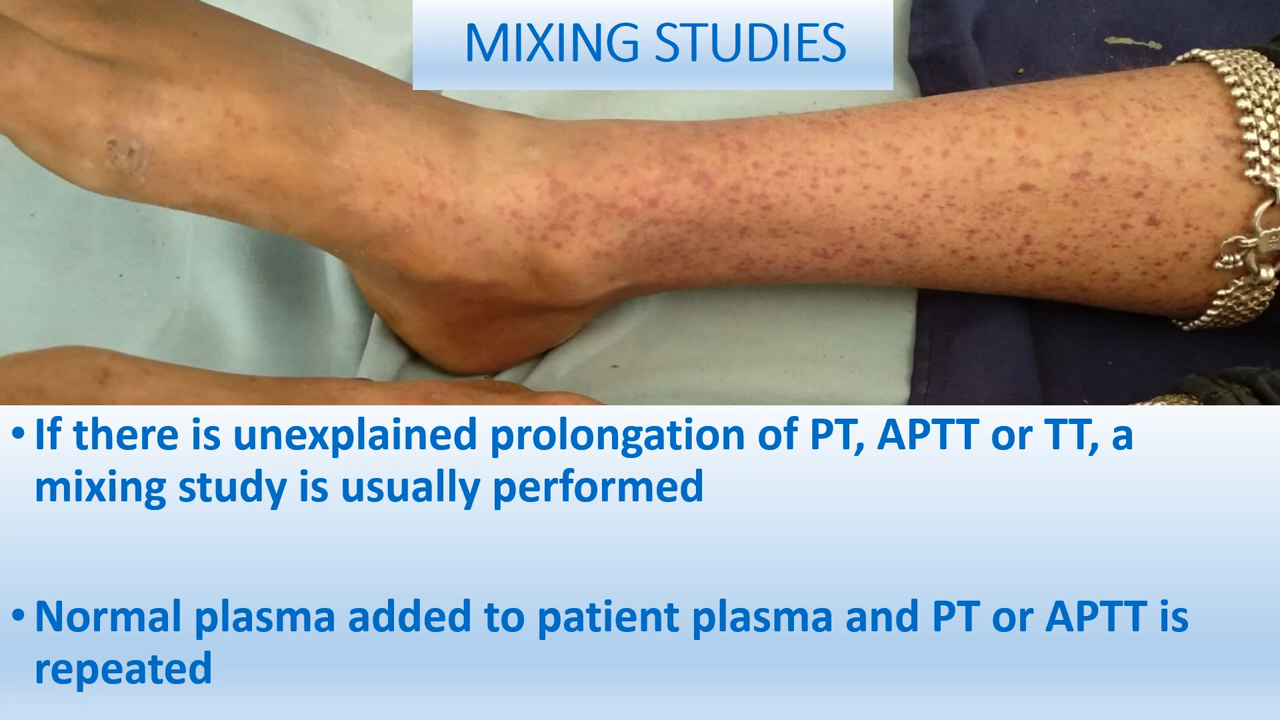 MIXING STUDIES
• If there is unexplained prolongation of PT, APTT or TT, a
mixing study is usually performed
• Normal plasma added to patient plasma and PT or APTT is
repeated